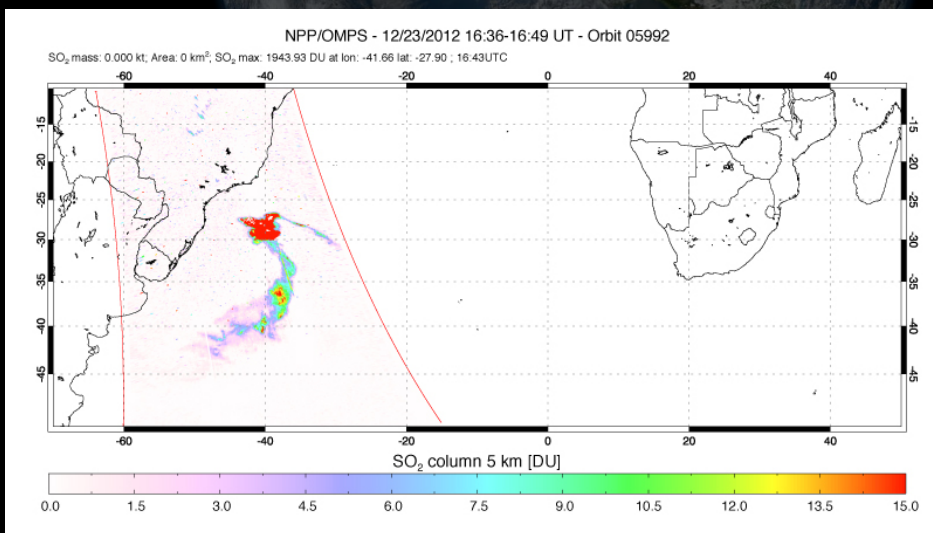 NPP/OMPS - 12/23/2012 16:36-16:49 UT - Orbit 05992
SO₂ mass: 0.000 kt; Area: 0 km²; SO₂ max: 1943.93 DU at lon: -41.66 lat: -27.90 ; 16:43UTC
-60 -40 -20 0 20 40
-15 -15
-20 -20
-25 -25
-30 -30
-35 -35
-40 -40
-45 -45
-60 -40 -20 0 20 40
SO₂ column 5 km [DU]
0.0 1.5 3.0 4.5 6.0 7.5 9.0 10.5 12.0 13.5 15.0